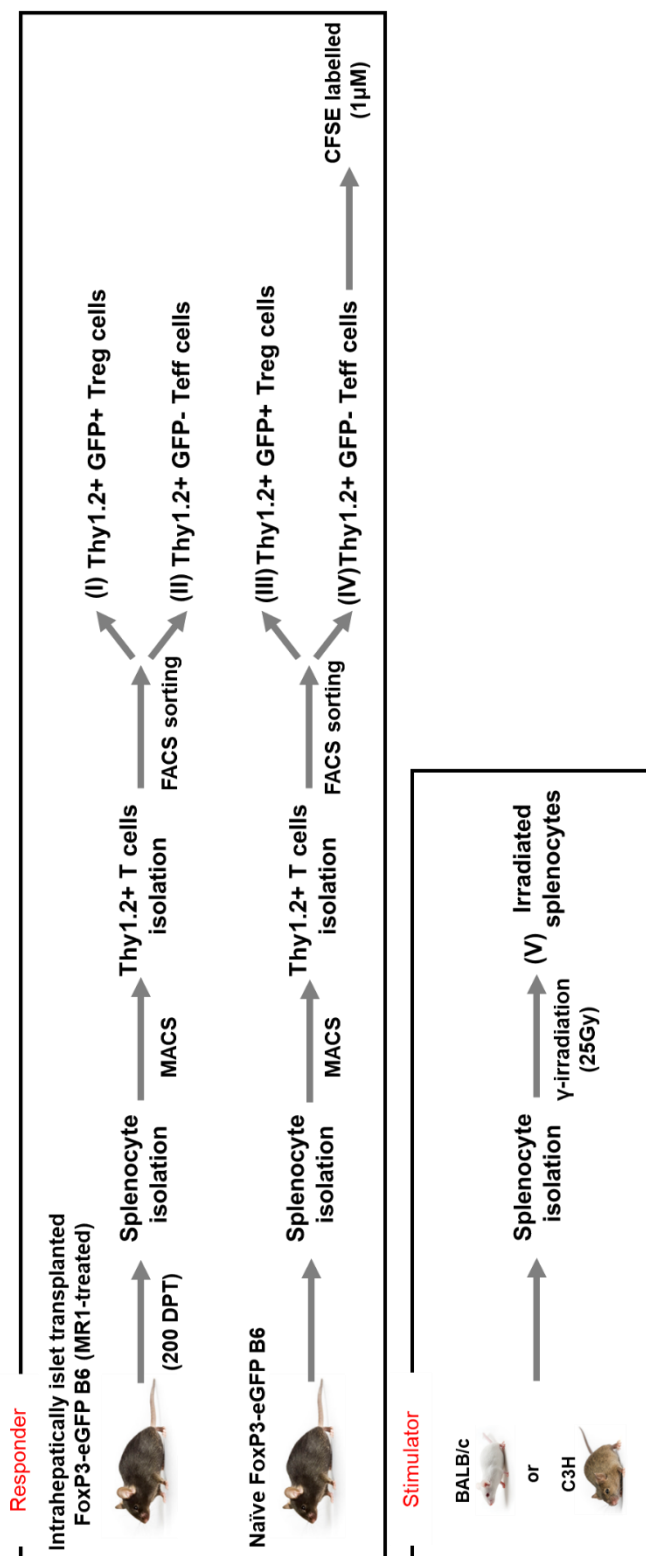 Responder
Intrahepatically islet transplanted
FoxP3-eGFP B6 (MR1-treated)
(200 DPT)
Splenocyte
isolation
MACS
Thy1.2+ T cells
isolation
FACS sorting
(I) Thy1.2+ GFP+ Treg cells
(II) Thy1.2+ GFP- Teff cells
Naïve FoxP3-eGFP B6
Splenocyte
isolation
MACS
Thy1.2+ T cells
isolation
FACS sorting
(III)Thy1.2+ GFP+ Treg cells
(IV)Thy1.2+ GFP- Teff cells
CFSE labelled
(1μM)
Stimulator
BALB/c
or
C3H
Splenocyte
isolation
γ-irradiation
(25Gy)
(V) Irradiated
splenocytes